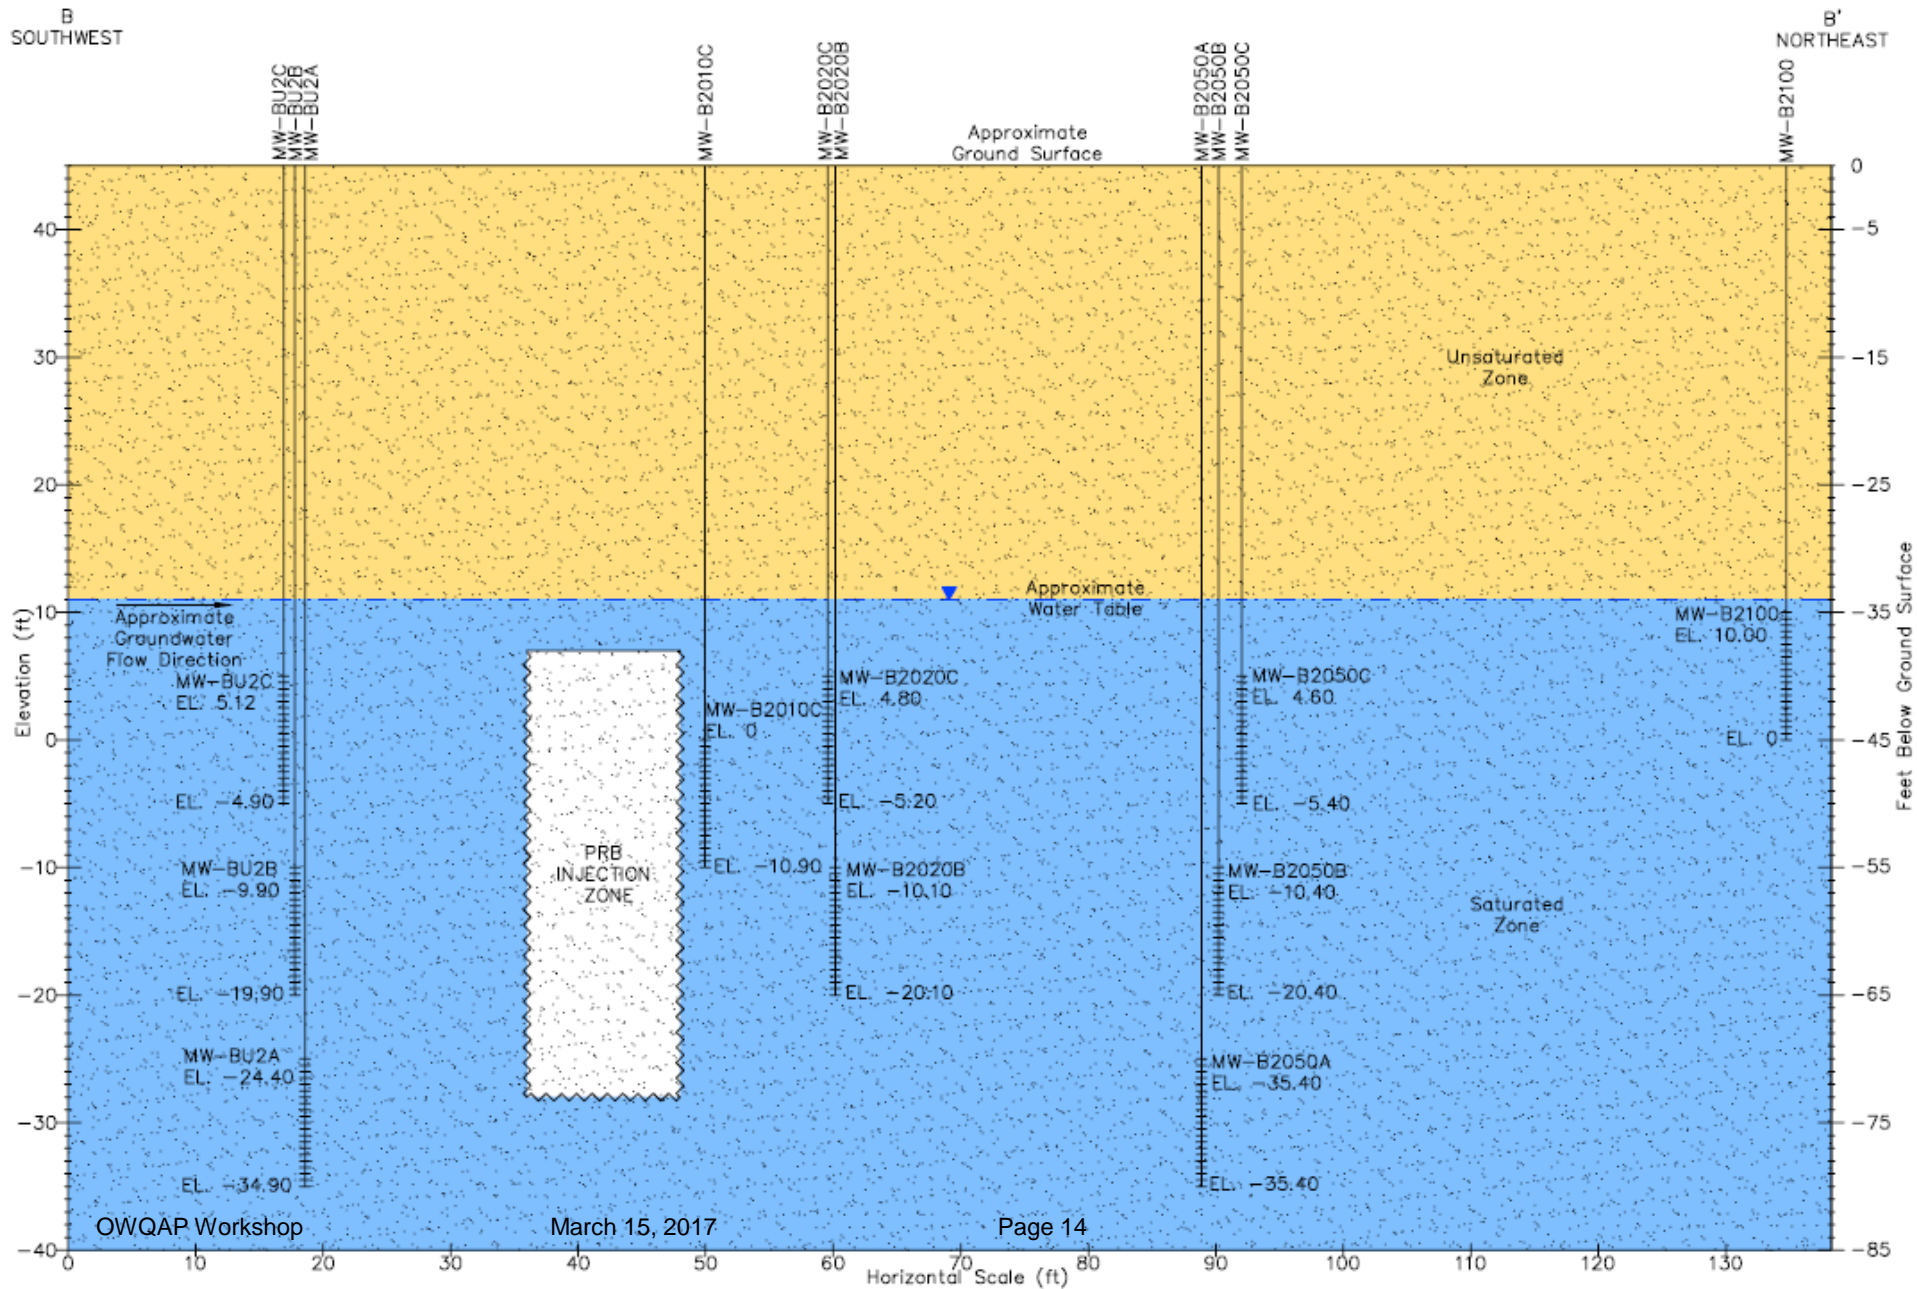 B
SOUTHWEST
B'
NORTHEAST
MW-BU2C
MW-BU2B
MW-BU2A
MW-B2010C
MW-B2020C
MW-B2020B
MW-B2050A
MW-B2050B
MW-B2050C
MW-B2100
Approximate
Ground Surface
40
30
20
10
0
-10
-20
-30
-40
Elevation (ft)
0
-5
-15
-25
-35
-45
-55
-65
-75
-85
Feet Below Ground Surface
Unsaturated
Zone
Approximate
Water Table
Approximate
Groundwater
Flow Direction
MW-BU2C
EL. 5.12
EL. -4.90
MW-BU2B
EL. -9.90
EL. -19.90
MW-BU2A
EL. -24.40
EL. -34.90
PRB
INJECTION
ZONE
MW-B2010C
EL. 0
EL. -10.90
MW-B2020C
EL. 4.80
EL. -5.20
MW-B2020B
EL. -10.10
EL. -20.10
MW-B2050C
EL. 4.60
EL. -5.40
MW-B2050B
EL. -10.40
EL. -20.40
MW-B2050A
EL. -35.40
EL. -35.40
MW-B2100
EL. 10.00
EL. 0
Saturated
Zone
OWQAP Workshop
March 15, 2017
Page 14
0
10
20
30
40
50
60
70
80
90
100
110
120
130
Horizontal Scale (ft)